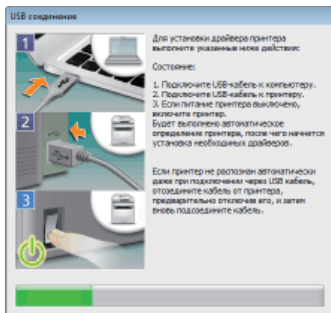 USB соединение
1
2
3
Для установки драйвера принтера
выполните указанные ниже действия:
Состояние:
1. Подключите USB-кабель к компьютеру.
2. Подключите USB-кабель к принтеру.
3. Если питание принтера выключено,
включите принтер.
Будет выполнено автоматическое
определение принтера, после чего начнется
установка необходимых драйверов.
Если принтер не распознан автоматически
даже при подключении через USB кабель,
отсоедините кабель от принтера,
предварительно отключив его, и затем
вновь подсоедините кабель.